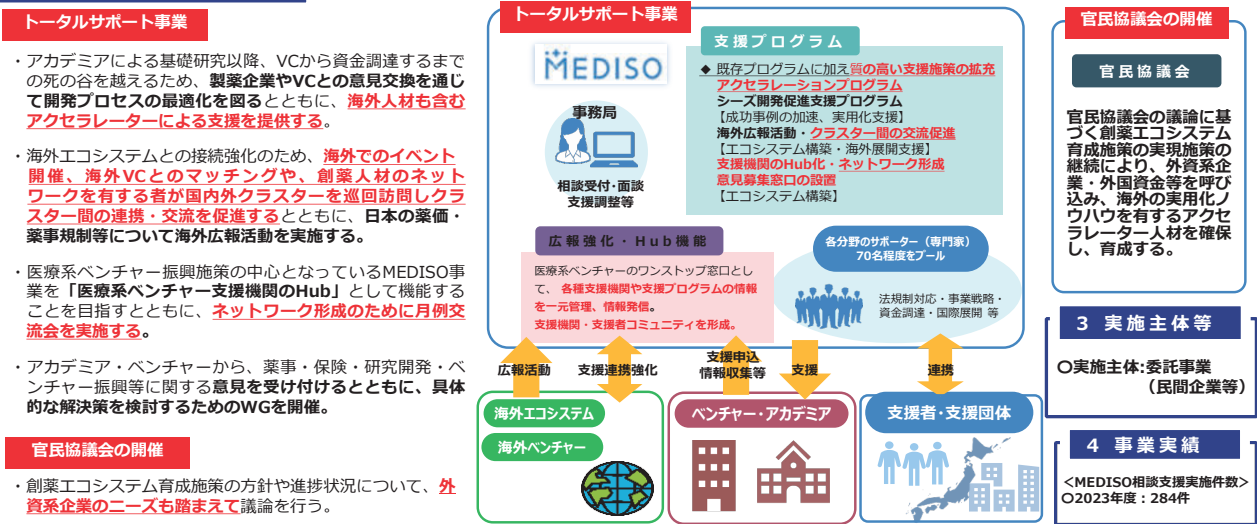 トータルサポート事業
・アカデミアによる基礎研究以降、VCから資金調達するまで
の死の谷を越えるため、製薬企業やVCとの意見交換を通じ
て開発プロセスの最適化を図るとともに、海外人材も含む
アクセラレーターによる支援を提供する。
・海外エコシステムとの接続強化のため、海外でのイベント
開催、海外VCとのマッチングや、創薬人材のネット
ワークを有する者が国内外クラスターを巡回訪問しクラ
スター間の連携・交流を促進するとともに、日本の薬価・
薬事規制等について海外広報活動を実施する。
・医療系ベンチャー振興施策の中心となっているMEDISO事
業を「医療系ベンチャー支援機関のHub」として機能する
ことを目指すとともに、ネットワーク形成のために月例交
流会を実施する。
・アカデミア・ベンチャーから、薬事・保険・研究開発・ベ
ンチャー振興等に関する意見を受け付けるとともに、具体
的な解決策を検討するためのWGを開催。
官民協議会の開催
・創薬エコシステム育成施策の方針や進捗状況について、外
資系企業のニーズも踏まえて議論を行う。
トータルサポート事業
MEDISO
事務局
相談受付・面談
支援調整等
支援プログラム
◆ 既存プログラムに加え質の高い支援施策の拡充
アクセラレーションプログラム
シーズ開発促進支援プログラム
【成功事例の加速、実用化支援】
海外広報活動・クラスター間の交流促進
【エコシステム構築・海外展開支援】
支援機関のHub化・ネットワーク形成
意見募集窓口の設置
【エコシステム構築】
広報強化・Hub機能
医療系ベンチャーのワンストップ窓口とし
て、各種支援機関や支援プログラムの情報
を一元管理、情報発信。
支援機関・支援者コミュニティを形成。
各分野のサポーター（専門家）
70名程度をプール
法規制対応・事業戦略・
資金調達・国際展開 等
広報活動
支援連携強化
支援申込
情報収集等
支援
連携
海外エコシステム
海外ベンチャー
ベンチャー・アカデミア
支援者・支援団体
官民協議会の開催
官民協議会
官民協議会の議論に基
づく創薬エコシステム
育成施策の実現施策の
継続により、外資系企
業・外国資金等を呼び
込み、海外の実用化ノ
ウハウを有するアクセ
ラレーター人材を確保
し、育成する。
3 実施主体等
〇実施主体:委託事業
（民間企業等）
4 事業実績
＜MEDISO相談支援実施件数＞
〇2023年度：284件